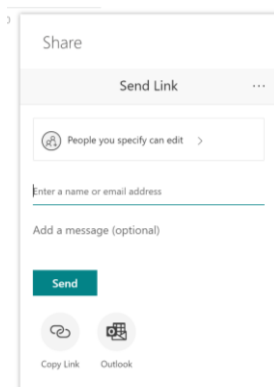 Share
Send Link
...
People you specify can edit
Enter a name or email address
Add a message (optional)
Send
Copy Link
Outlook